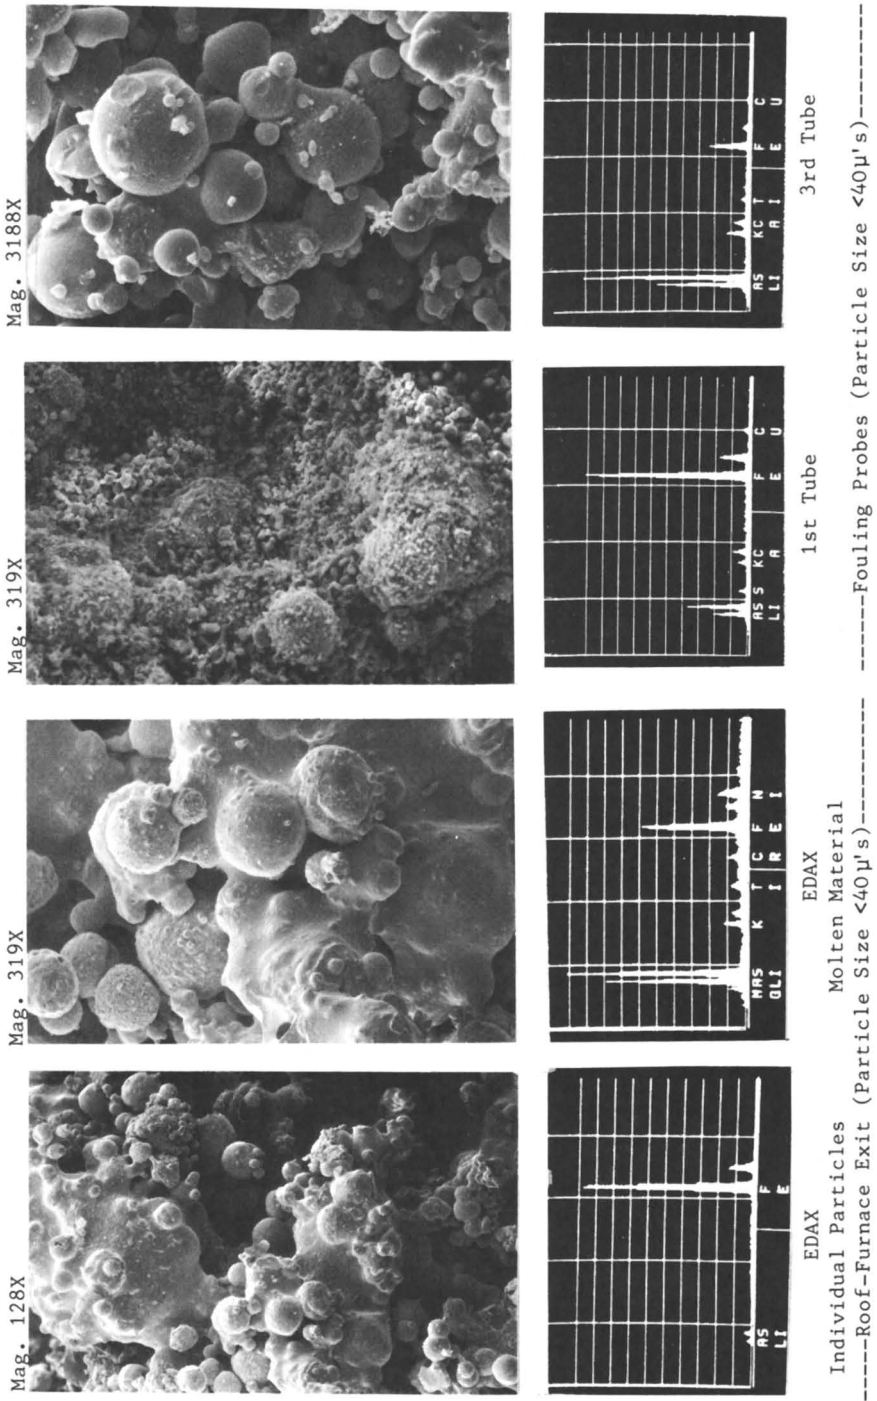 Mag. 128X Mag. 319X Mag. 319X Mag. 3188X
AS F
LI E
MAS K T C F N
GLI I R E I
AS S KC F C
LI A E U
AS KC T F C
LI A I E U
EDAX EDAX 1st Tube 3rd Tube
Individual Particles Molten Material
-----Roof-Furnace Exit (Particle Size <40μ's)----------- -------Fouling Probes (Particle Size <40μ's)-----------